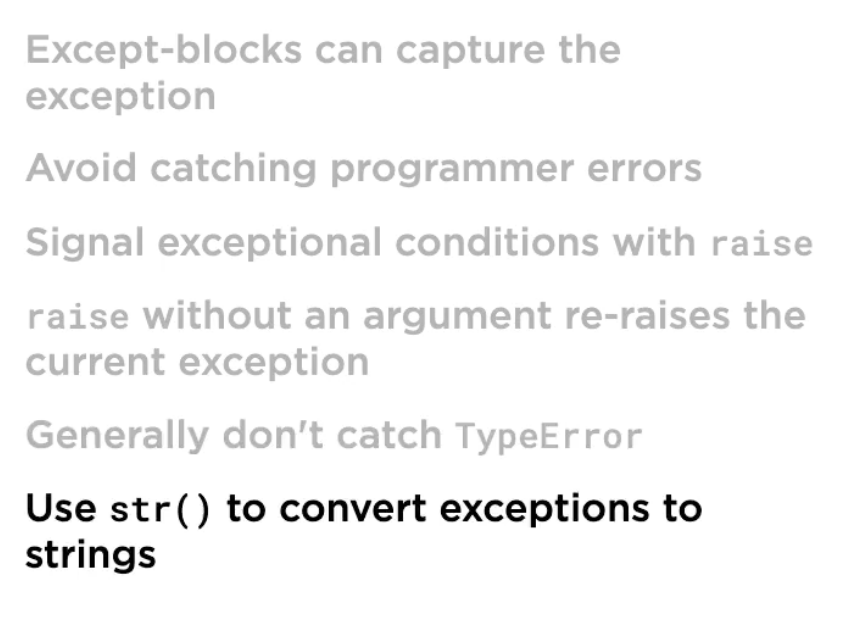 Except-blocks can capture the
exception
Avoid catching programmer errors
Signal exceptional conditions with raise
raise without an argument re-raises the
current exception
Generally don't catch TypeError
Use str() to convert exceptions to
strings